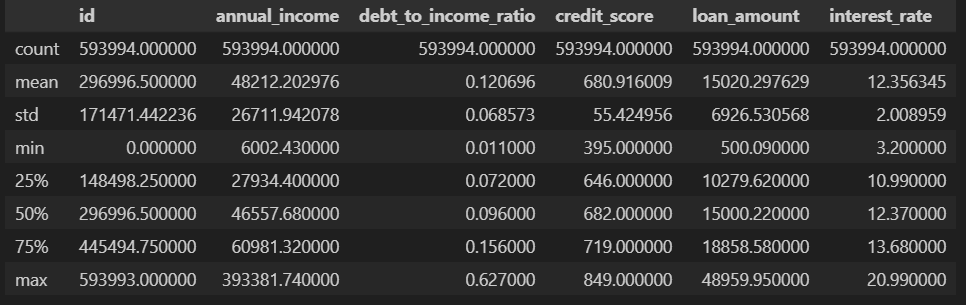 id annual_income debt_to_income_ratio credit_score loan_amount interest_rate
count 593994.000000 593994.000000 593994.000000 593994.000000 593994.000000 593994.000000
mean 296996.500000 48212.202976 0.120696 680.916009 15020.297629 12.356345
std 171471.442236 26711.942078 0.068573 55.424956 6926.530568 2.008959
min 0.000000 6002.430000 0.011000 395.000000 500.090000 3.200000
25% 148498.250000 27934.400000 0.072000 646.000000 10279.620000 10.990000
50% 296996.500000 46557.680000 0.096000 682.000000 15000.220000 12.370000
75% 445494.750000 60981.320000 0.156000 719.000000 18858.580000 13.680000
max 593993.000000 393381.740000 0.627000 849.000000 48959.950000 20.990000